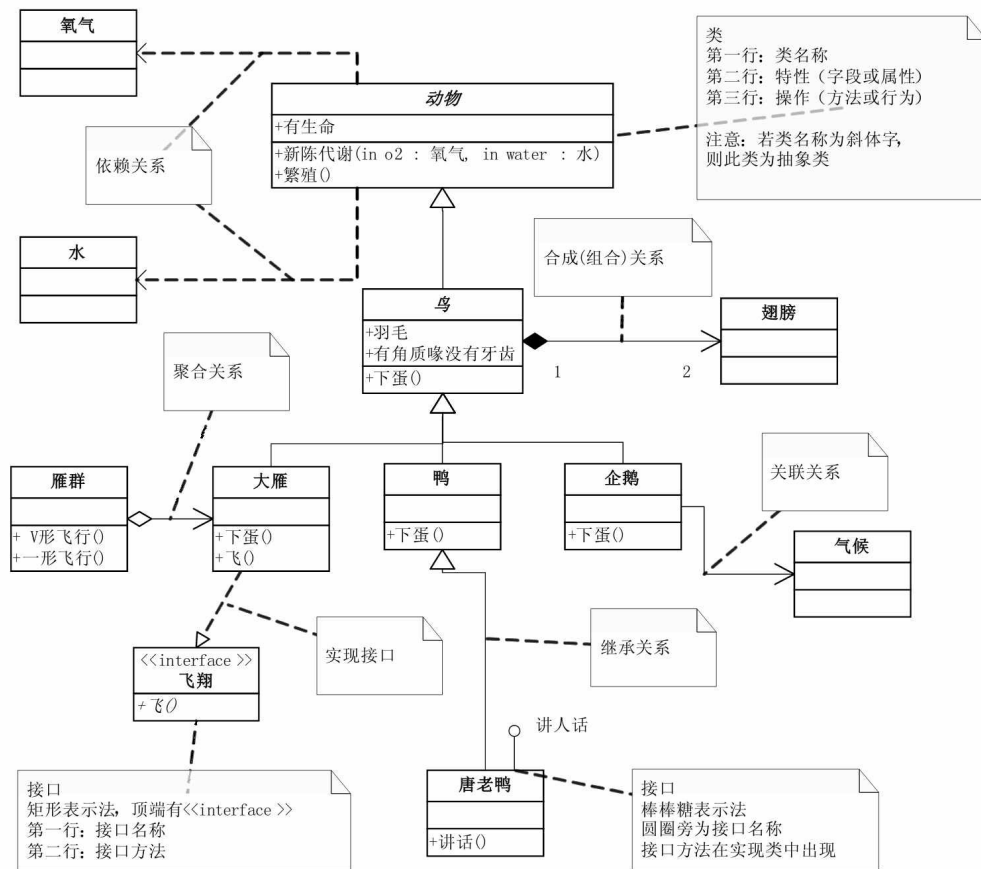 氧气
类
第一行：类名称
第二行：特性（字段或属性）
第三行：操作（方法或行为）
注意：若类名称为斜体字，
则此类为抽象类
动物
+有生命
+新陈代谢(in o2 : 氧气, in water : 水)
+繁殖()
依赖关系
水
合成(组合)关系
鸟
+羽毛
+有角质喙没有牙齿
+下蛋()
1
2
翅膀
聚合关系
雁群
+ V形飞行()
+一形飞行()
大雁
+下蛋()
+飞()
鸭
+下蛋()
企鹅
+下蛋()
关联关系
气候
实现接口
继承关系
<<interface>>
飞翔
+飞()
讲人话
唐老鸭
+讲话()
接口
矩形表示法，顶端有<<interface>>
第一行：接口名称
第二行：接口方法
接口
棒棒糖表示法
圆圈旁为接口名称
接口方法在实现类中出现